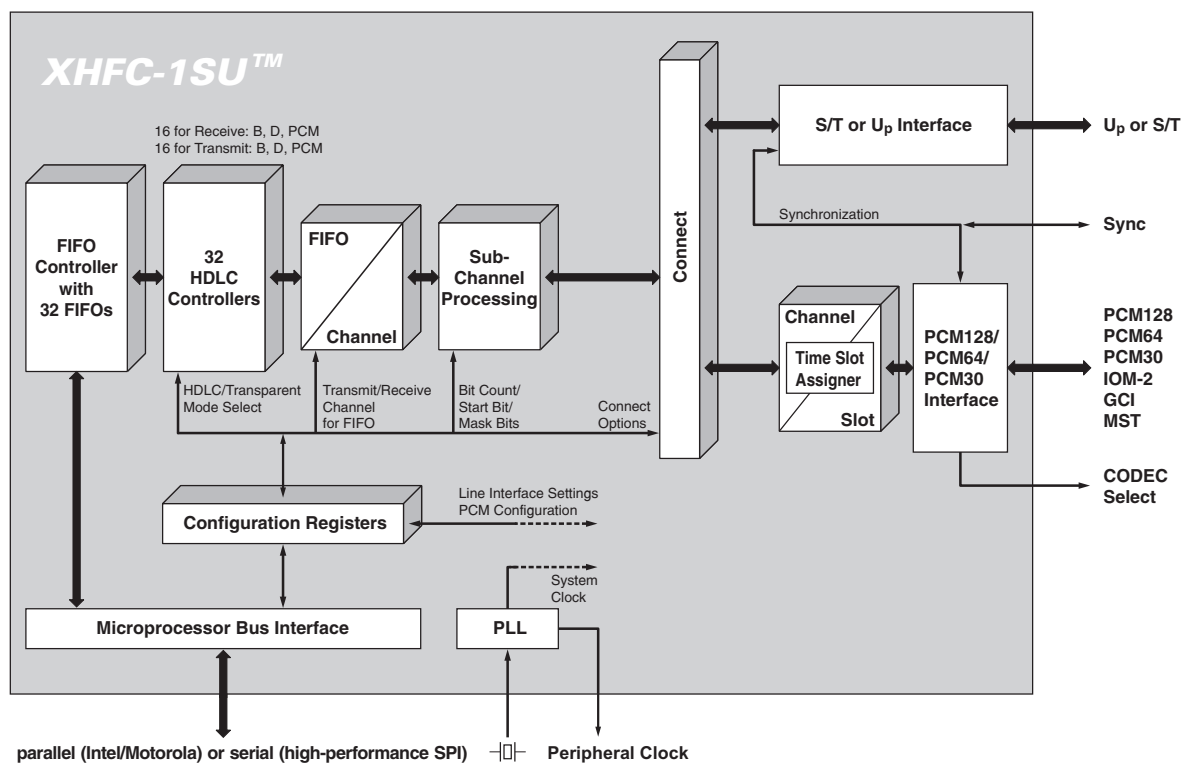 XHFC-1SU™
16 for Receive: B, D, PCM
16 for Transmit: B, D, PCM
FIFO
Controller
with
32 FIFOs
32
HDLC
Controllers
FIFO
Channel
Sub-
Channel
Processing
Connect
S/T or Up Interface
Up or S/T
Synchronization
Sync
Channel
Time Slot
Assigner
Slot
PCM128/
PCM64/
PCM30
Interface
PCM128
PCM64
PCM30
IOM-2
GCI
MST
CODEC
Select
HDLC/Transparent
Mode Select
Transmit/Receive
Channel
for FIFO
Bit Count/
Start Bit/
Mask Bits
Connect
Options
Configuration Registers
Line Interface Settings
PCM Configuration
System
Clock
Microprocessor Bus Interface
PLL
parallel (Intel/Motorola) or serial (high-performance SPI)
Peripheral Clock